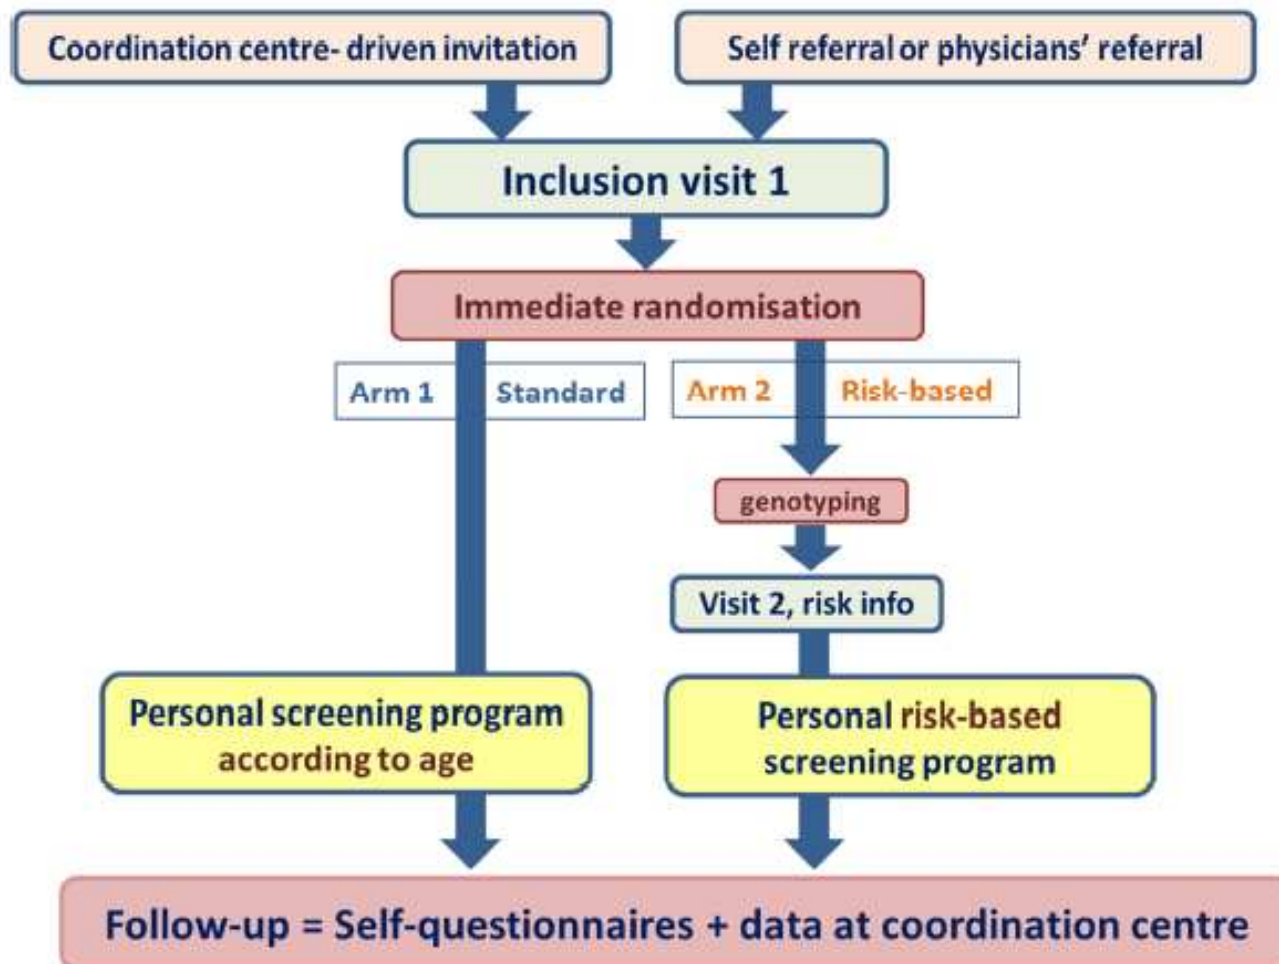 Coordination centre- driven invitation
Self referral or physicians’ referral
Inclusion visit 1
Immediate randomisation
Arm 1 Standard
Arm 2 Risk-based
genotyping
Visit 2, risk info
Personal screening program
according to age
Personal risk-based
screening program
Follow-up = Self-questionnaires + data at coordination centre